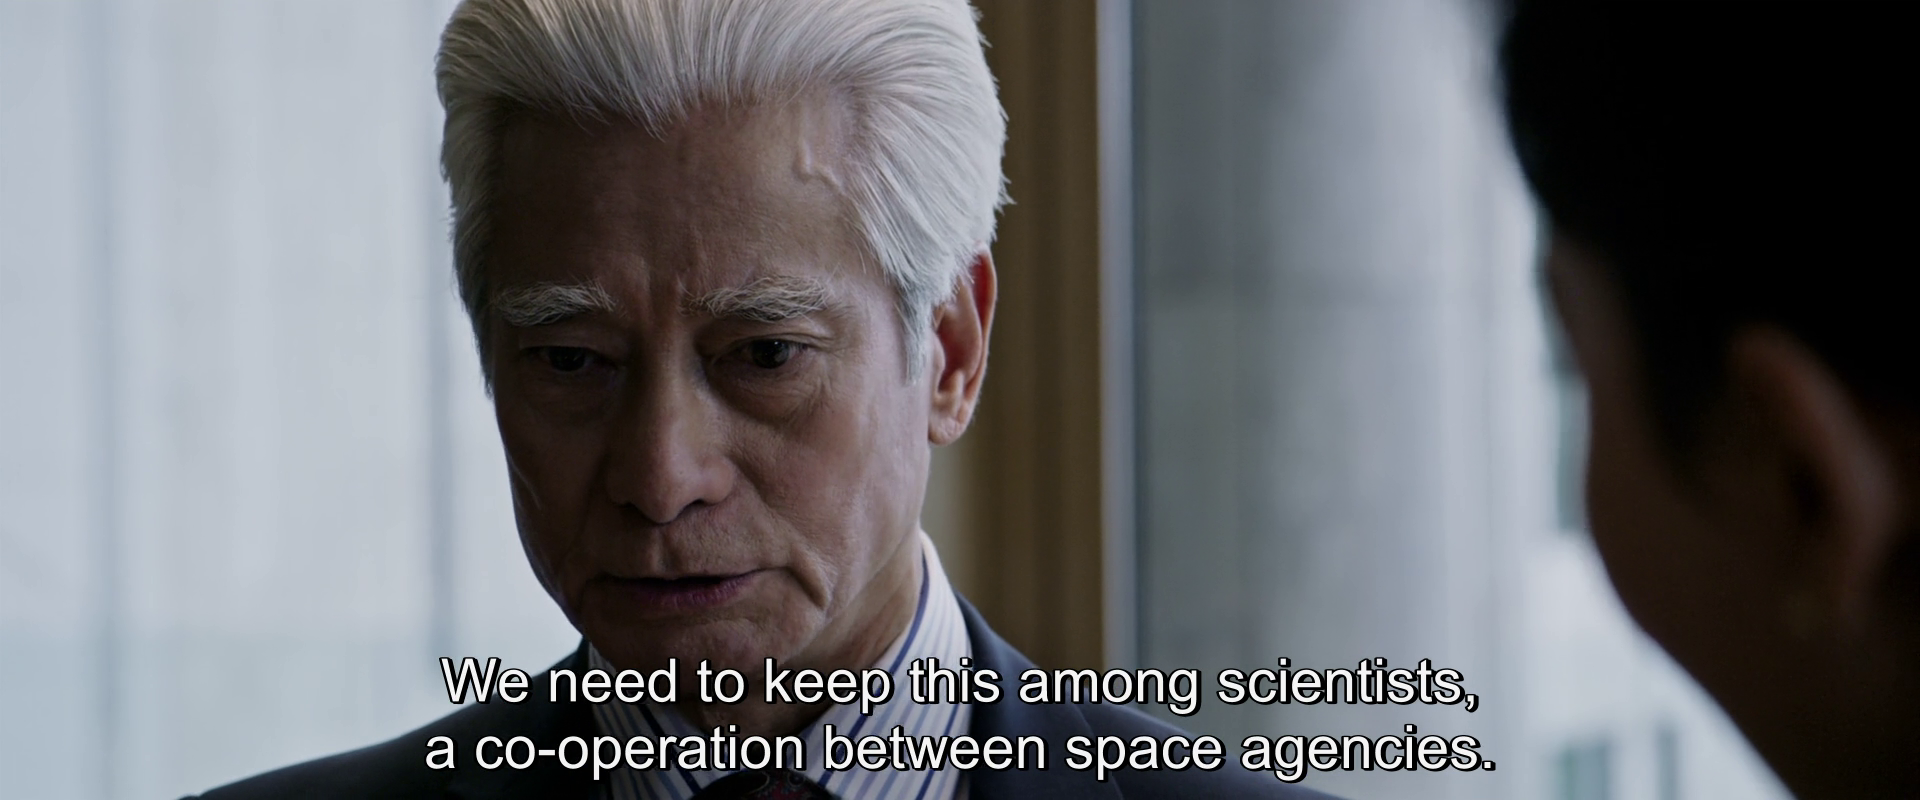 We need to keep this among scientists,
a co-operation between space agencies.